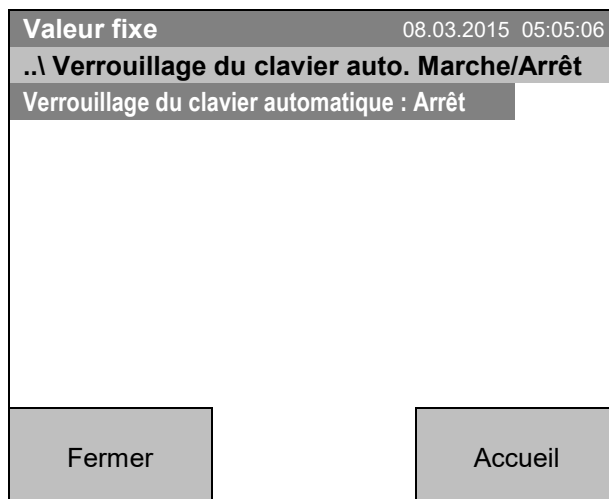 Valeur fixe 08.03.2015 05:05:06
..\ Verrouillage du clavier auto. Marche/Arrêt
Verrouillage du clavier automatique : Arrêt
Fermer Accueil